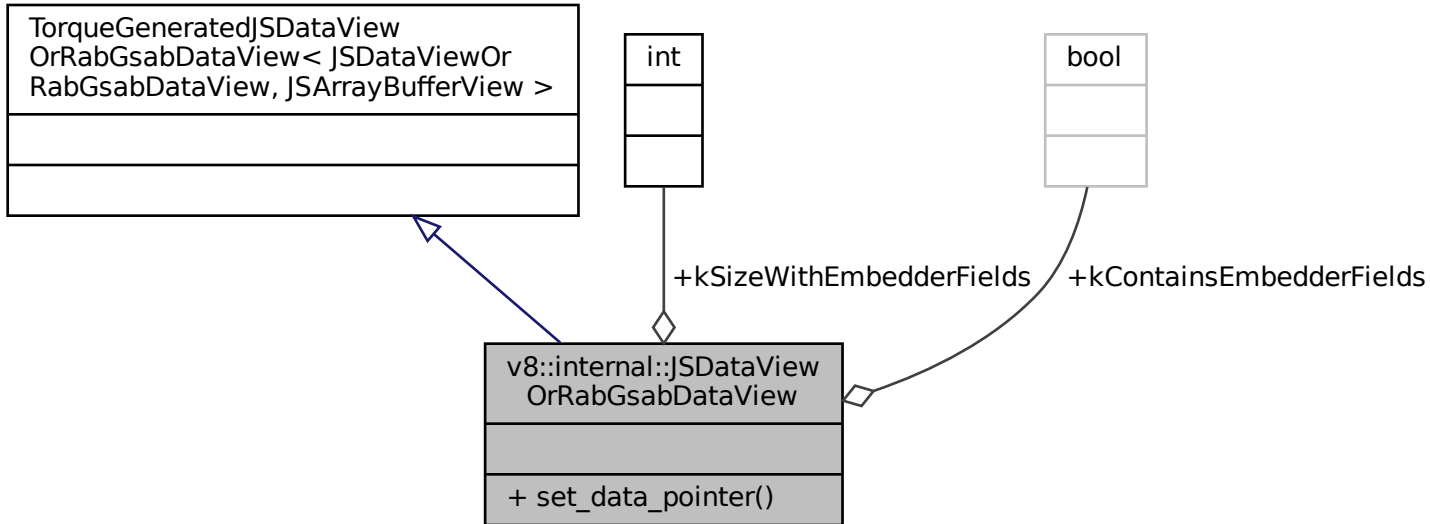 TorqueGeneratedJSDataView
OrRabGsabDataView< JSDataViewOr
RabGsabDataView, JSArrayBufferView >
int
bool
+kSizeWithEmbedderFields
+kContainsEmbedderFields
v8::internal::JSDataView
OrRabGsabDataView
+ set_data_pointer()